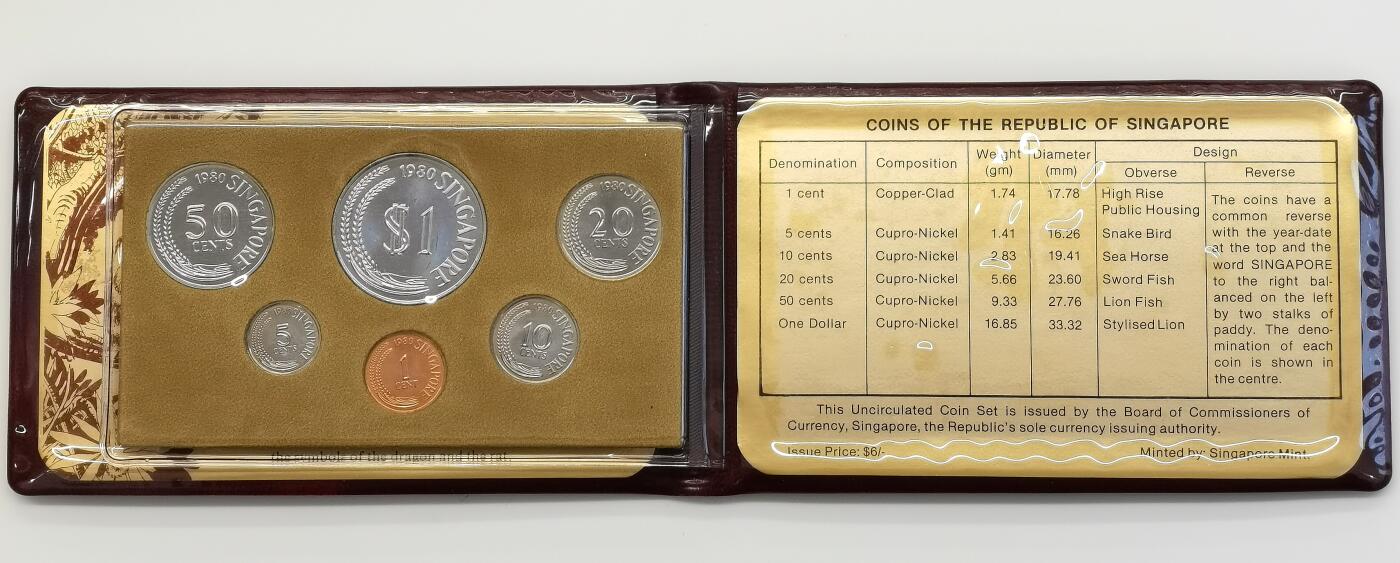 1980 SINGAPORE
50
CENTS
1980 SINGAPORE
$1
1980 SINGAPORE
20
CENTS
1980 SINGAPORE
5
CENTS
1980 SINGAPORE
1
CENT
1980 SINGAPORE
10
CENTS
the symbols of the dragon and the rat.
COINS OF THE REPUBLIC OF SINGAPORE
Denomination Composition Weight (gm) Diameter (mm) Design
Obverse Reverse
1 cent Copper-Clad 1.74 17.78 High Rise Public Housing
5 cents Cupro-Nickel 1.41 16.26 Snake Bird
10 cents Cupro-Nickel 2.83 19.41 Sea Horse
20 cents Cupro-Nickel 5.66 23.60 Sword Fish
50 cents Cupro-Nickel 9.33 27.76 Lion Fish
One Dollar Cupro-Nickel 16.85 33.32 Stylised Lion
The coins have a
common reverse
with the year-date
at the top and the
word SINGAPORE
to the right bal-
anced on the left
by two stalks of
paddy. The deno-
mination of each
coin is shown in
the centre.
This Uncirculated Coin Set is issued by the Board of Commissioners of
Currency, Singapore, the Republic's sole currency issuing authority.
Issue Price: $6/- Minted by: Singapore Mint.